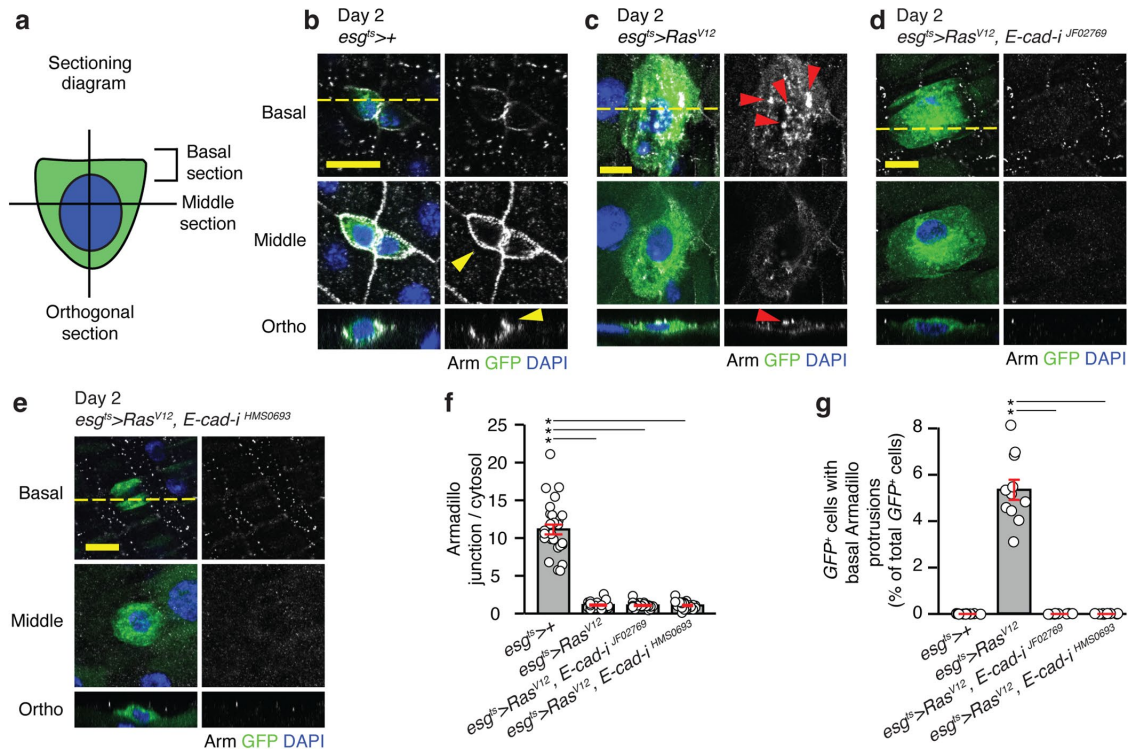 a
Sectioning
diagram
Basal
section
Middle
section
Orthogonal
section
b
Day 2
esgᵗˢ>+
Basal
Middle
Ortho
Arm GFP DAPI
c
Day 2
esgᵗˢ>Rasⱽ¹²
Arm GFP DAPI
d
Day 2
esgᵗˢ>Rasⱽ¹², E-cad-i JF02769
Arm GFP DAPI
e
Day 2
esgᵗˢ>Rasⱽ¹², E-cad-i HMS0693
Basal
Middle
Ortho
Arm GFP DAPI
f
Armadillo
junction / cytosol
25
20
15
10
5
0
*
*
*
esgᵗˢ>+
esgᵗˢ>Rasⱽ¹²
esgᵗˢ>Rasⱽ¹², E-cad-i JF02769
esgᵗˢ>Rasⱽ¹², E-cad-i HMS0693
g
GFP⁺ cells with
basal Armadillo
protrusions
(% of total GFP⁺ cells)
8
6
4
2
0
*
*
esgᵗˢ>+
esgᵗˢ>Rasⱽ¹²
esgᵗˢ>Rasⱽ¹², E-cad-i JF02769
esgᵗˢ>Rasⱽ¹², E-cad-i HMS0693